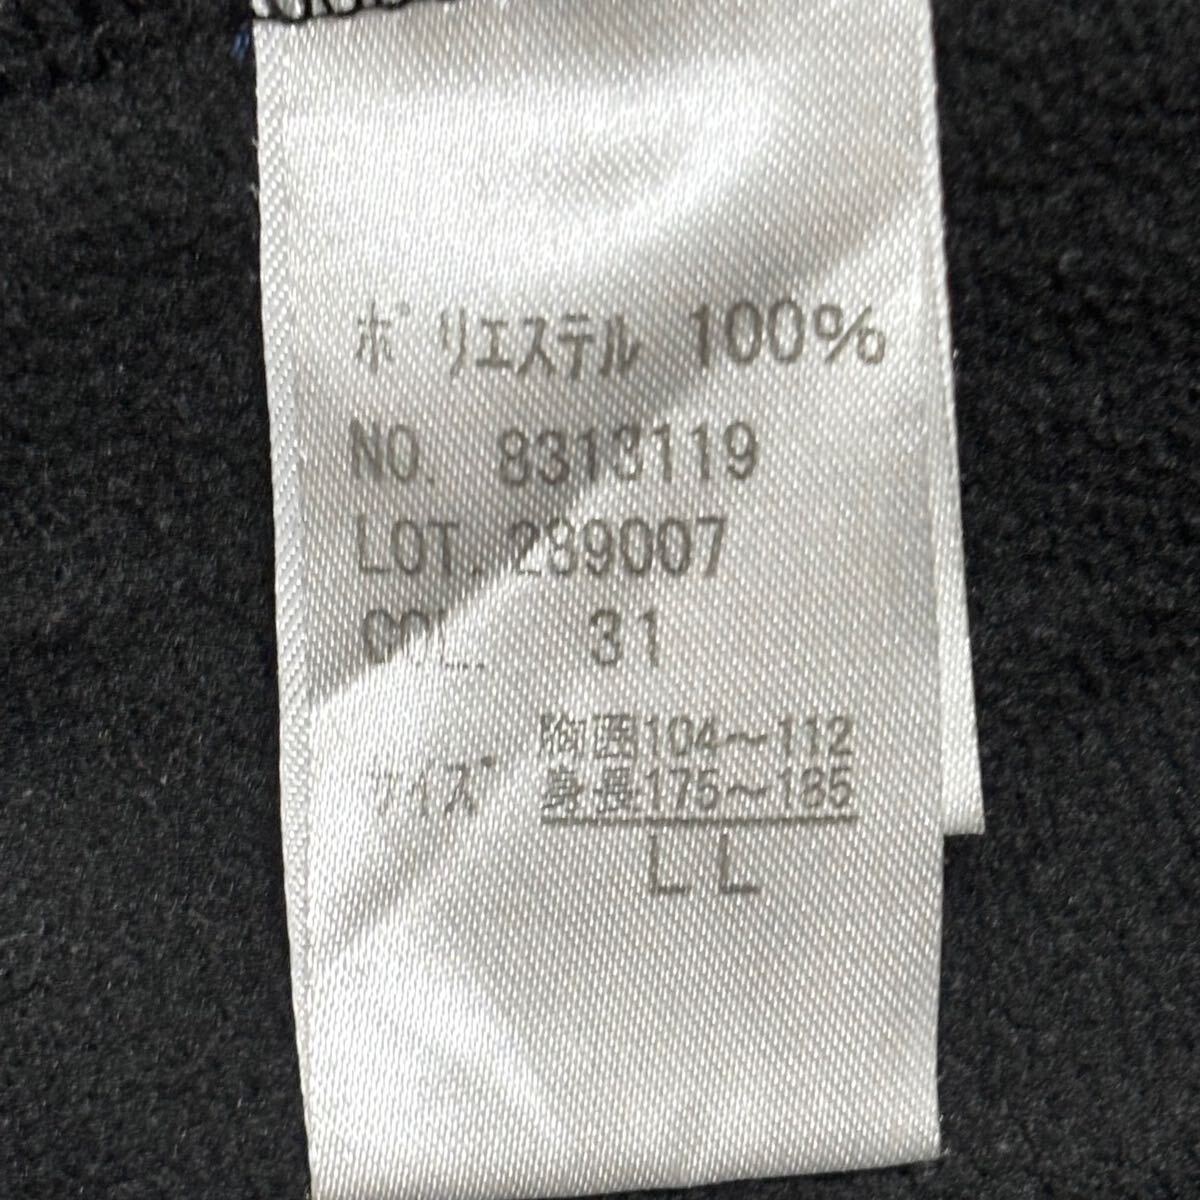 ポリエステル 100%
NO. 8313119
LOT. 289007
COL. 31
サイズ 胸囲104〜112
身長175〜185
LL